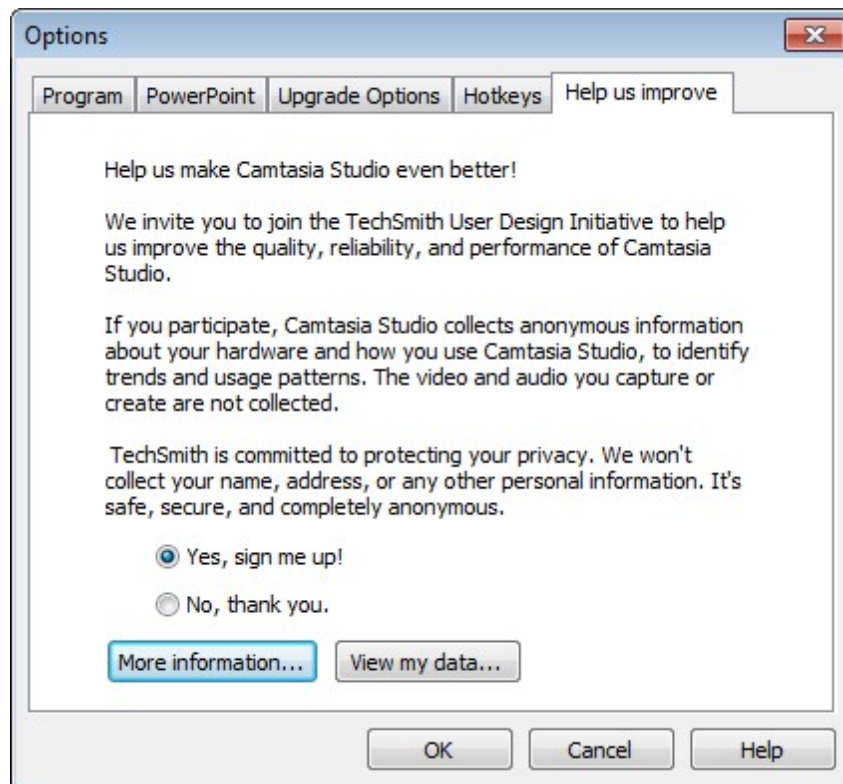 Options
Program PowerPoint Upgrade Options Hotkeys Help us improve
Help us make Camtasia Studio even better!
We invite you to join the TechSmith User Design Initiative to help
us improve the quality, reliability, and performance of Camtasia
Studio.
If you participate, Camtasia Studio collects anonymous information
about your hardware and how you use Camtasia Studio, to identify
trends and usage patterns. The video and audio you capture or
create are not collected.
TechSmith is committed to protecting your privacy. We won't
collect your name, address, or any other personal information. It's
safe, secure, and completely anonymous.
Yes, sign me up!
No, thank you.
More information... View my data...
OK Cancel Help